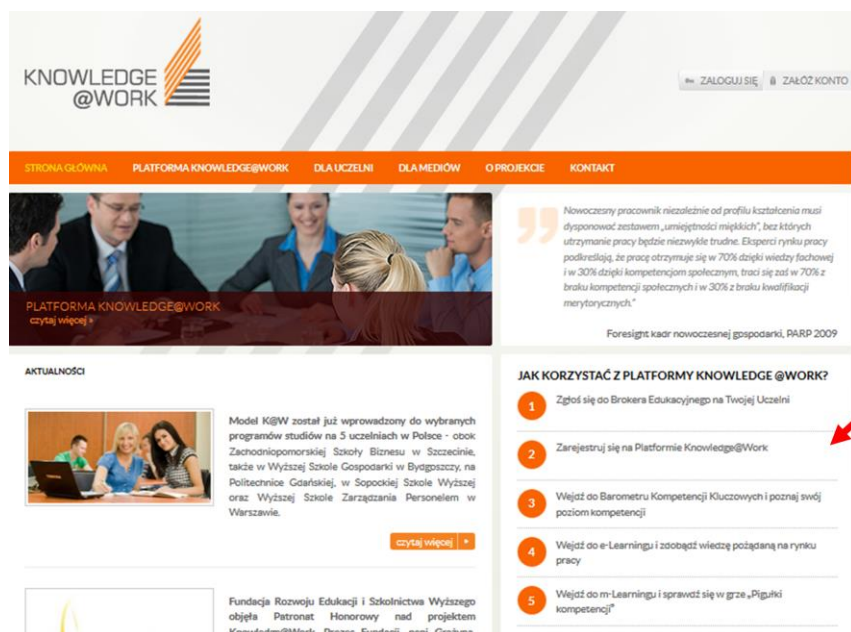 KNOWLEDGE
@WORK
ZALOGUJ SIĘ ZAŁÓŻ KONTO
STRONA GŁÓWNA PLATFORMA KNOWLEDGE@WORK DLA UCZELNI DLA MEDIÓW O PROJEKCIE KONTAKT
PLATFORMA KNOWLEDGE@WORK
czytaj więcej
Nowoczesny pracownik niezależnie od profilu kształcenia musi
dysponować zestawem „umiejętności miękkich”, bez których
utrzymanie pracy będzie niezwykle trudne. Eksperci rynku pracy
podkreślają, że pracę otrzymuje się w 70% dzięki wiedzy fachowej
i w 30% dzięki kompetencjom społecznym, traci się zaś w 70% z
braku kompetencji społecznych i w 30% z braku kwalifikacji
merytorycznych.”
Foresight kadr nowoczesnej gospodarki, PARP 2009
AKTUALNOŚCI
Model K@W został już wprowadzony do wybranych
programów studiów na 5 uczelniach w Polsce - obok
Zachodniopomorskiej Szkoły Biznesu w Szczecinie,
także w Wyższej Szkole Gospodarki w Bydgoszczy, na
Politechnice Gdańskiej, w Sopockiej Szkole Wyższej
oraz Wyższej Szkole Zarządzania Personelem w
Warszawie.
czytaj więcej
Fundacja Rozwoju Edukacji i Szkolnictwa Wyższego
objęła Patronat Honorowy nad projektem
Knowledge@Work. Prezes Fundacji, pani Grażyna
JAK KORZYSTAĆ Z PLATFORMY KNOWLEDGE @WORK?
1 Zgłoś się do Brokera Edukacyjnego na Twojej Uczelni
2 Zarejestruj się na Platformie Knowledge@Work
3 Wejdź do Barometru Kompetencji Kluczowych i poznaj swój
poziom kompetencji
4 Wejdź do e-Learningu i zdobądź wiedzę pożądaną na rynku
pracy
5 Wejdź do m-Learningu i sprawdź się w grze „Pigułki
kompetencji”